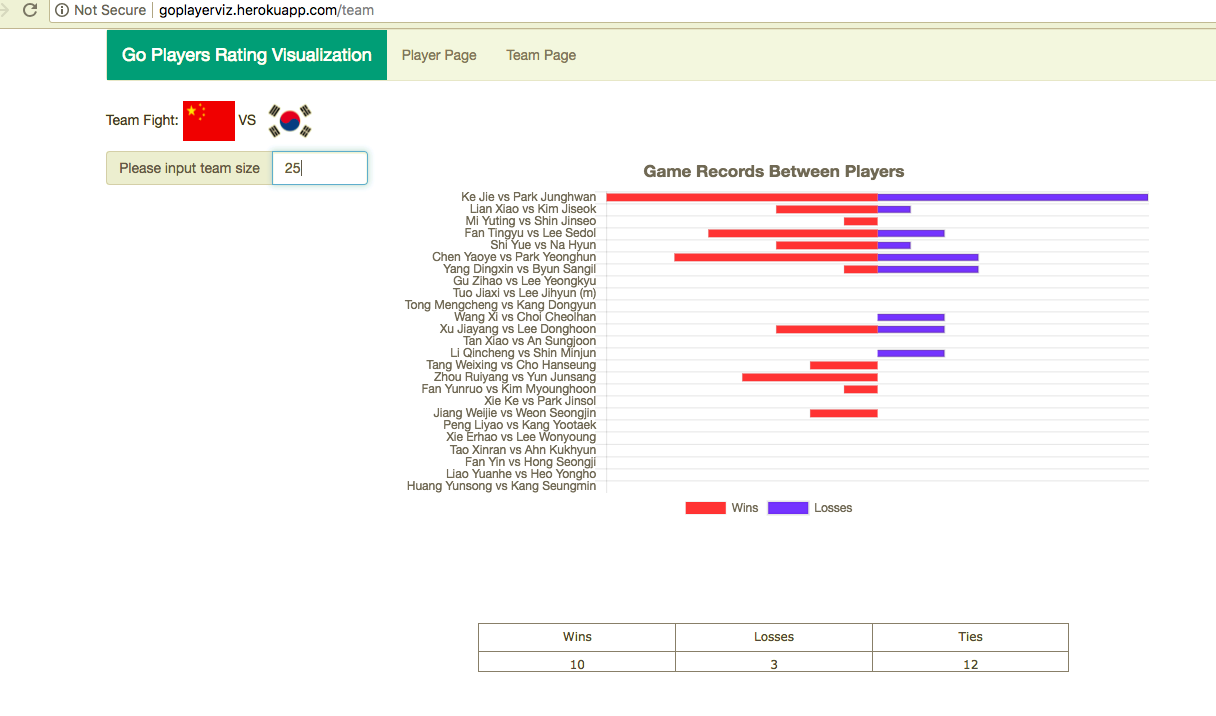 Not Secure goplayerviz.herokuapp.com/team
Go Players Rating Visualization Player Page Team Page
Team Fight: VS
Please input team size 25
Game Records Between Players
Ke Jie vs Park Junghwan
Lian Xiao vs Kim Jiseok
Mi Yuting vs Shin Jinseo
Fan Tingyu vs Lee Sedol
Shi Yue vs Na Hyun
Chen Yaoye vs Park Yeonghun
Yang Dingxin vs Byun Sangil
Gu Zihao vs Lee Yeongkyu
Tuo Jiaxi vs Lee Jihyun (m)
Tong Mengcheng vs Kang Dongyun
Wang Xi vs Choi Cheolhan
Xu Jiayang vs Lee Donghoon
Tan Xiao vs An Sungjoon
Li Qincheng vs Shin Minjun
Tang Weixing vs Cho Hanseung
Zhou Ruiyang vs Yun Junsang
Fan Yunruo vs Kim Myounghoon
Xie Ke vs Park Jinsol
Jiang Weijie vs Weon Seongjin
Peng Liyao vs Kang Yootaek
Xie Erhao vs Lee Wonyoung
Tao Xinran vs Ahn Kukhyun
Fan Yin vs Hong Seongji
Liao Yuanhe vs Heo Yongho
Huang Yunsong vs Kang Seungmin
Wins Losses
Wins Losses Ties
10 3 12